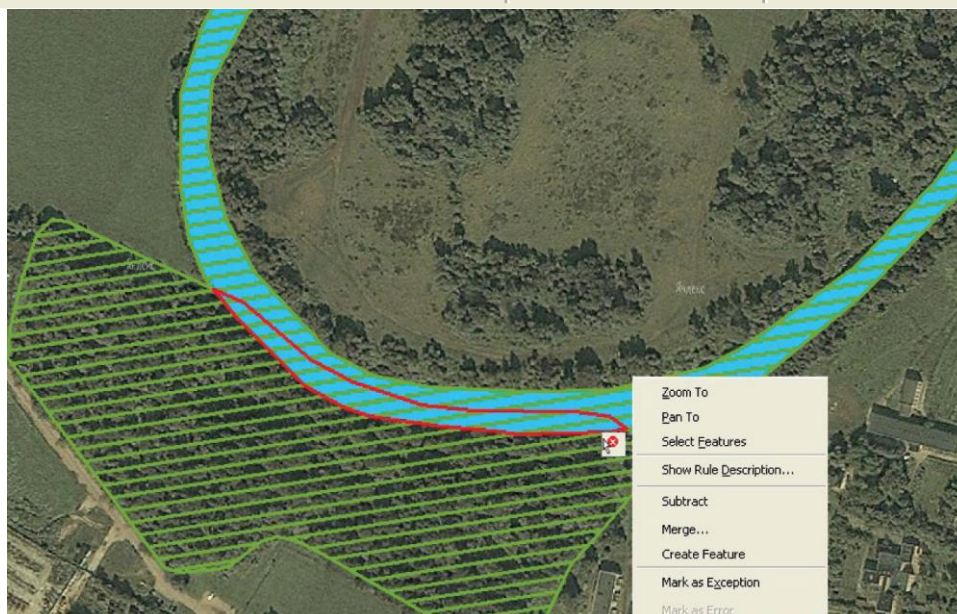 Zoom To
Pan To
Select Features
Show Rule Description...
Subtract
Merge...
Create Feature
Mark as Exception
Mark as Error